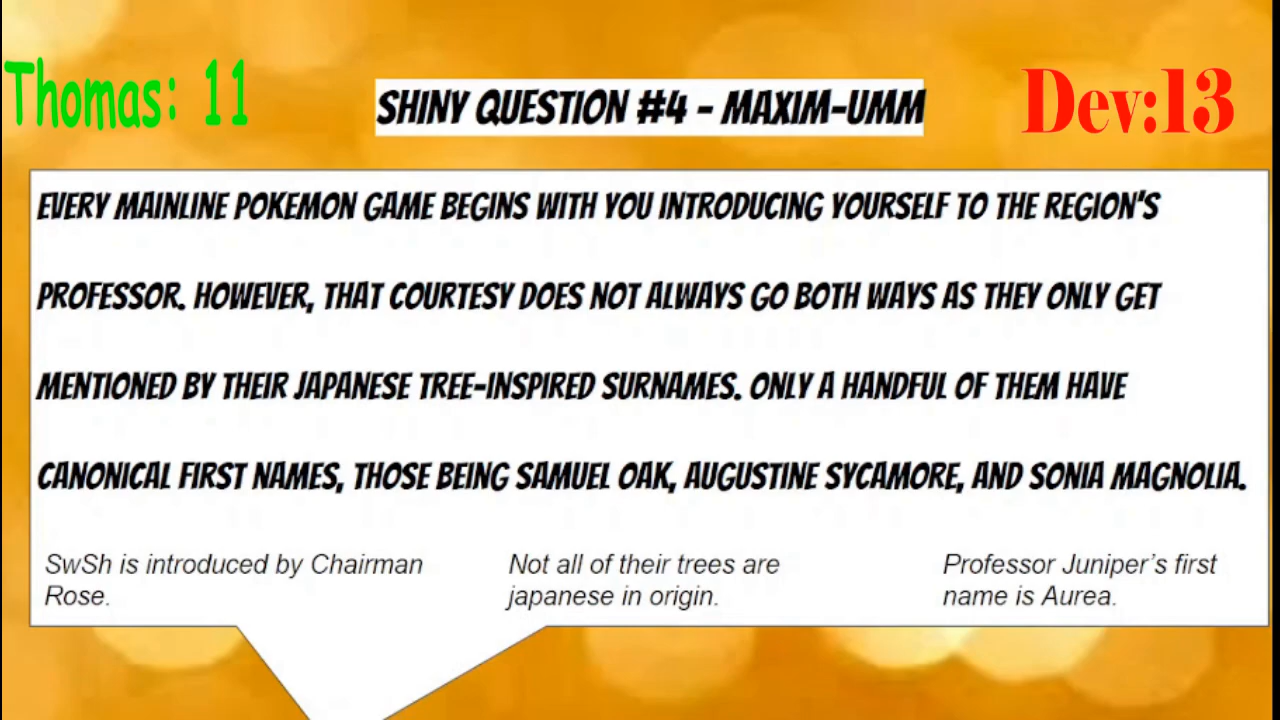 Thomas: 11
SHINY QUESTION #4 - MAXIM-UMM
Dev:13
EVERY MAINLINE POKEMON GAME BEGINS WITH YOU INTRODUCING YOURSELF TO THE REGION'S
PROFESSOR. HOWEVER, THAT COURTESY DOES NOT ALWAYS GO BOTH WAYS AS THEY ONLY GET
MENTIONED BY THEIR JAPANESE TREE-INSPIRED SURNAMES. ONLY A HANDFUL OF THEM HAVE
CANONICAL FIRST NAMES, THOSE BEING SAMUEL OAK, AUGUSTINE SYCAMORE, AND SONIA MAGNOLIA.
SwSh is introduced by Chairman
Rose.
Not all of their trees are
japanese in origin.
Professor Juniper's first
name is Aurea.